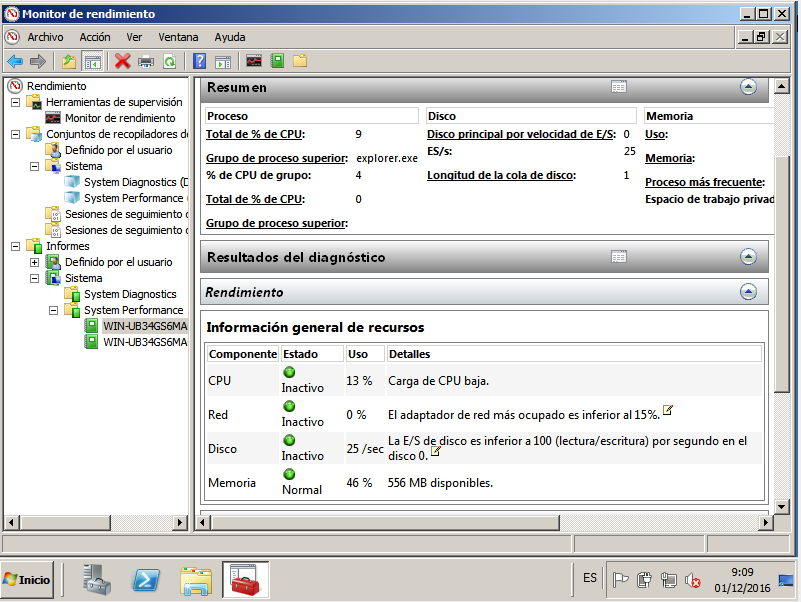 Monitor de rendimiento
Archivo Acción Ver Ventana Ayuda
Rendimiento
Herramientas de supervisión
Monitor de rendimiento
Conjuntos de recopiladores de
Definido por el usuario
Sistema
System Diagnostics (D
System Performance
Sesiones de seguimiento d
Sesiones de seguimiento d
Informes
Definido por el usuario
Sistema
System Diagnostics
System Performance
WIN-UB34GS6MA
WIN-UB34GS6MA
Resumen
Proceso Disco Memoria
Total de % de CPU: 9
Grupo de proceso superior: explorer.exe
% de CPU de grupo: 4
Total de % de CPU: 0
Grupo de proceso superior:
Disco principal por velocidad de E/S: 0
ES/s: 25
Longitud de la cola de disco: 1
Uso:
Memoria:
Proceso más frecuente:
Espacio de trabajo privad
Resultados del diagnóstico
Rendimiento
Información general de recursos
Componente Estado Uso Detalles
CPU Inactivo 13 % Carga de CPU baja.
Red Inactivo 0 % El adaptador de red más ocupado es inferior al 15%.
Disco Inactivo 25 /sec La E/S de disco es inferior a 100 (lectura/escritura) por segundo en el
disco 0.
Memoria Normal 46 % 556 MB disponibles.
Inicio
ES
9:09
01/12/2016